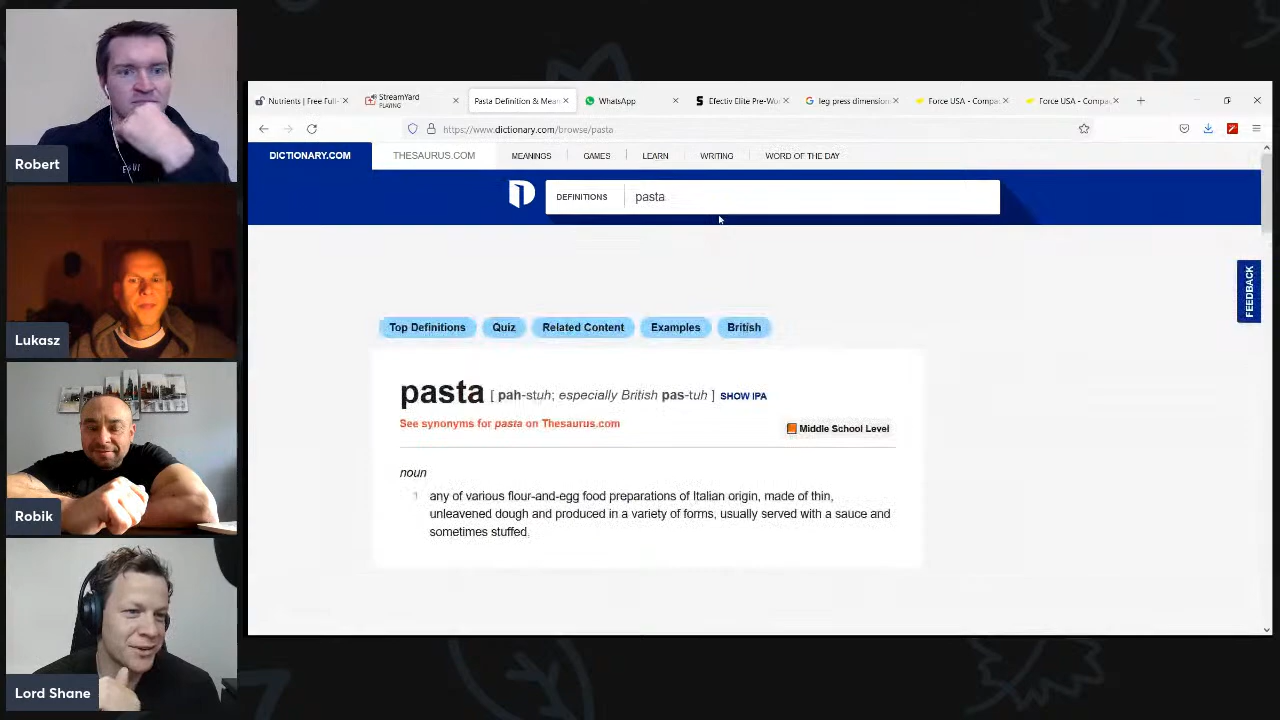 Robert
Lukasz
Robik
Lord Shane
Nutrients | Free Full-
StreamYard
PLAYING
Pasta Definition & Mean
WhatsApp
Efectiv Elite Pre-Wor
leg press dimension
Force USA - Compa
Force USA - Compa
https://www.dictionary.com/browse/pasta
DICTIONARY.COM
THESAURUS.COM
MEANINGS
GAMES
LEARN
WRITING
WORD OF THE DAY
DEFINITIONS
pasta
FEEDBACK
Top Definitions
Quiz
Related Content
Examples
British
pasta [ pah-stuh; especially British pas-tuh ] SHOW IPA
See synonyms for pasta on Thesaurus.com
Middle School Level
noun
1 any of various flour-and-egg food preparations of Italian origin, made of thin,
unleavened dough and produced in a variety of forms, usually served with a sauce and
sometimes stuffed.